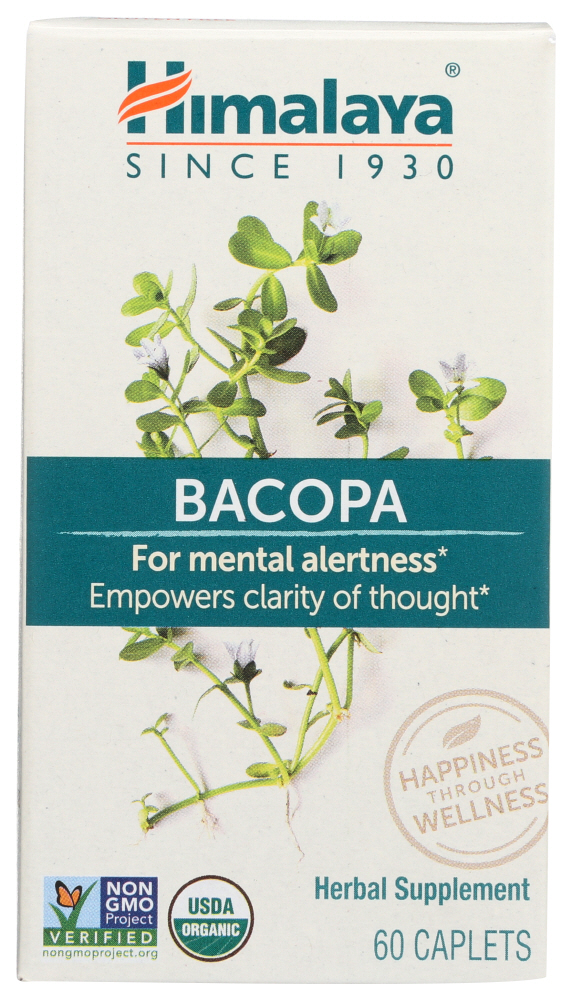 Himalaya®
SINCE 1930
BACOPA
For mental alertness*
Empowers clarity of thought*
HAPPINESS
THROUGH
WELLNESS
Herbal Supplement
60 CAPLETS
NON
GMO
Project
VERIFIED
nongmoproject.org
USDA
ORGANIC